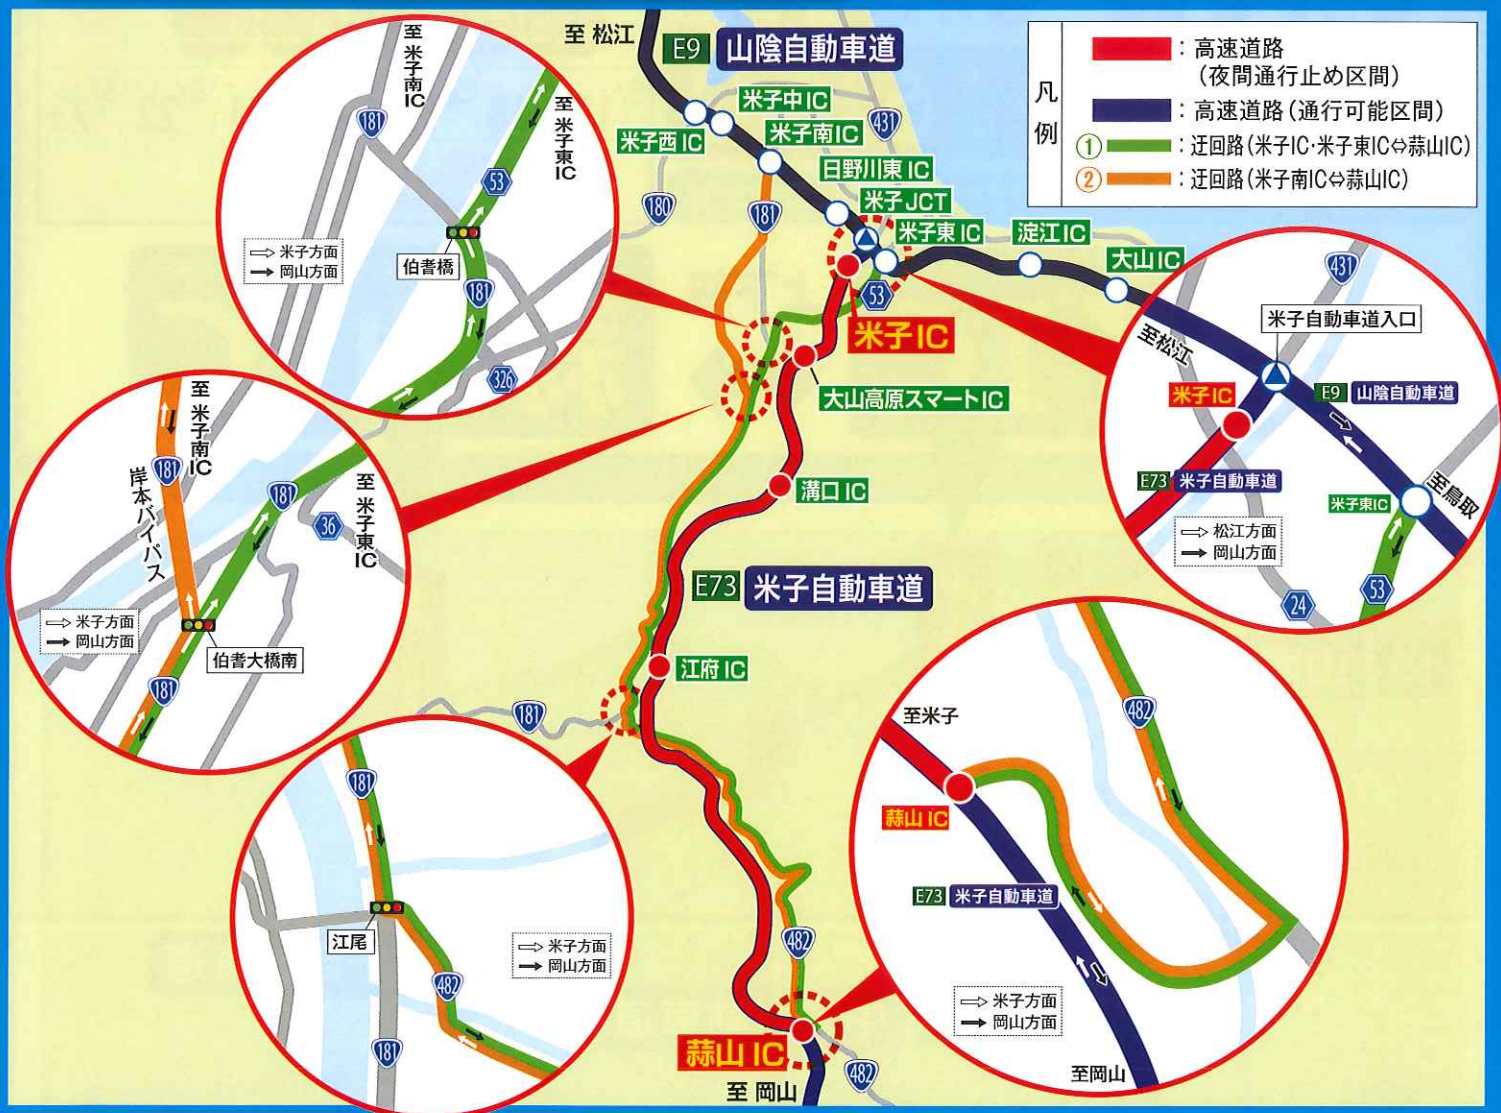 至 松江
E9 山陰自動車道
米子中IC
米子西IC
米子南IC
431
日野川東IC
180
181
米子JCT
米子東IC
淀江IC
大山IC
53
米子IC
大山高原スマートIC
溝口IC
E73 米子自動車道
江府IC
181
482
蒜山IC
482
至 岡山
凡例
:高速道路
(夜間通行止め区間)
:高速道路(通行可能区間)
① :迂回路(米子IC・米子東IC⇔蒜山IC)
② :迂回路(米子南IC⇔蒜山IC)
至 米子南IC
181
至 米子東IC
53
⇨ 米子方面
➡ 岡山方面
伯耆橋
181
326
至 米子南IC
181
岸本バイパス
181
36
至 米子東IC
⇨ 米子方面
➡ 岡山方面
伯耆大橋南
181
181
江尾
⇨ 米子方面
➡ 岡山方面
482
181
431
米子自動車道入口
至松江
米子IC
E9 山陰自動車道
E73 米子自動車道
米子東IC
至鳥取
⇨ 松江方面
➡ 岡山方面
24
53
至米子
482
蒜山IC
E73 米子自動車道
⇨ 米子方面
➡ 岡山方面
至岡山